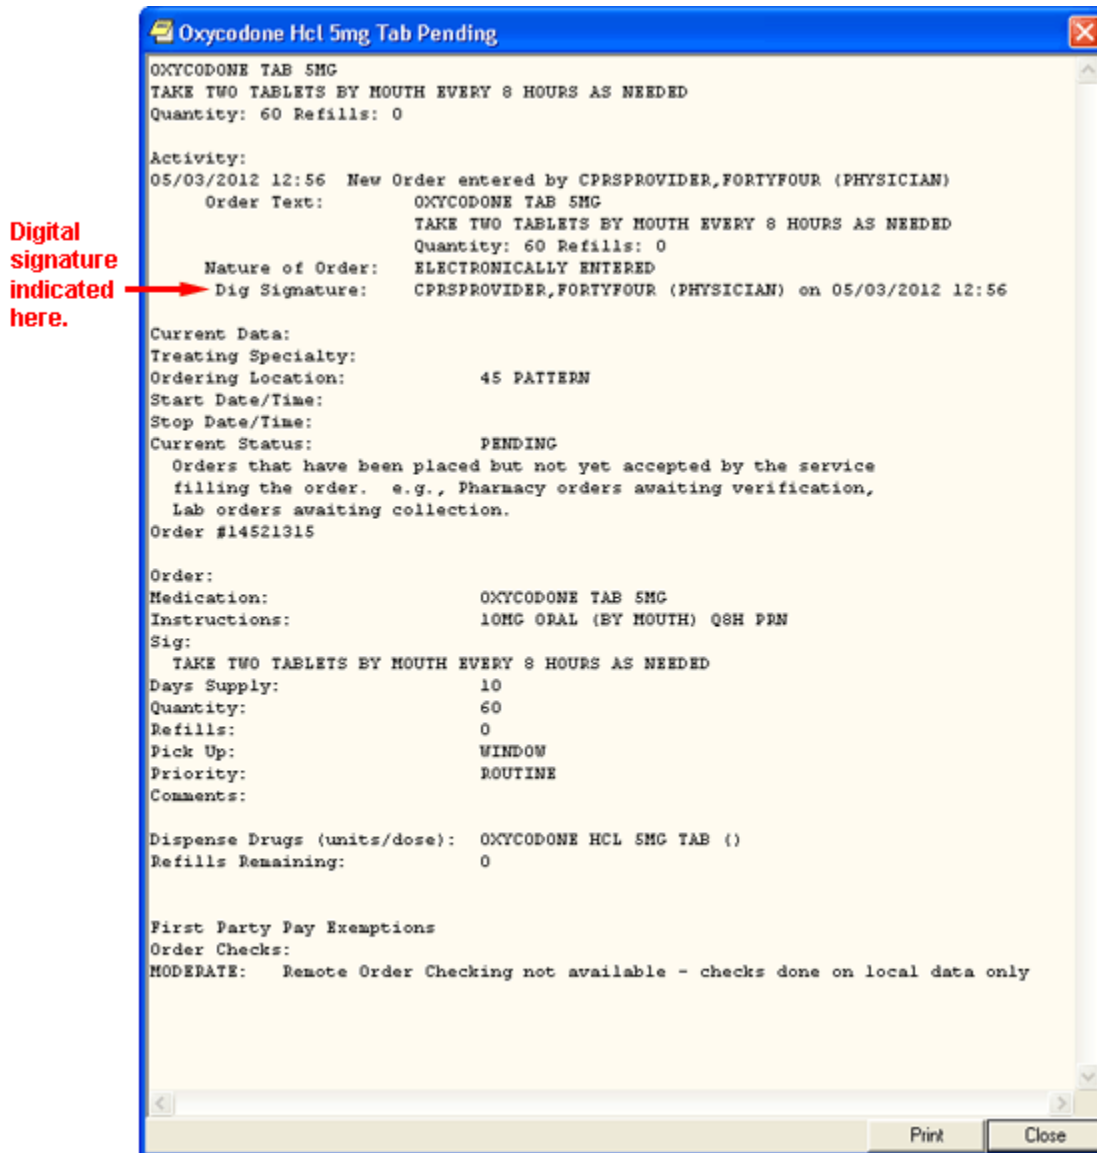 Oxycodone Hcl 5mg Tab Pending
OXYCODONE TAB 5MG
TAKE TWO TABLETS BY MOUTH EVERY 8 HOURS AS NEEDED
Quantity: 60 Refills: 0
Activity:
05/03/2012 12:56 New Order entered by CPRSPROVIDER,FORTYFOUR (PHYSICIAN)
Order Text: OXYCODONE TAB 5MG
TAKE TWO TABLETS BY MOUTH EVERY 8 HOURS AS NEEDED
Quantity: 60 Refills: 0
Nature of Order: ELECTRONICALLY ENTERED
Dig Signature: CPRSPROVIDER,FORTYFOUR (PHYSICIAN) on 05/03/2012 12:56
Digital
signature
indicated
here.
Current Data:
Treating Specialty:
Ordering Location: 45 PATTERN
Start Date/Time:
Stop Date/Time:
Current Status: PENDING
Orders that have been placed but not yet accepted by the service
filling the order. e.g., Pharmacy orders awaiting verification,
Lab orders awaiting collection.
Order #14521315
Order:
Medication: OXYCODONE TAB 5MG
Instructions: 10MG ORAL (BY MOUTH) Q8H PRN
Sig:
TAKE TWO TABLETS BY MOUTH EVERY 8 HOURS AS NEEDED
Days Supply: 10
Quantity: 60
Refills: 0
Pick Up: WINDOW
Priority: ROUTINE
Comments:
Dispense Drugs (units/dose): OXYCODONE HCL 5MG TAB ()
Refills Remaining: 0
First Party Pay Exemptions
Order Checks:
MODERATE: Remote Order Checking not available - checks done on local data only
Print Close